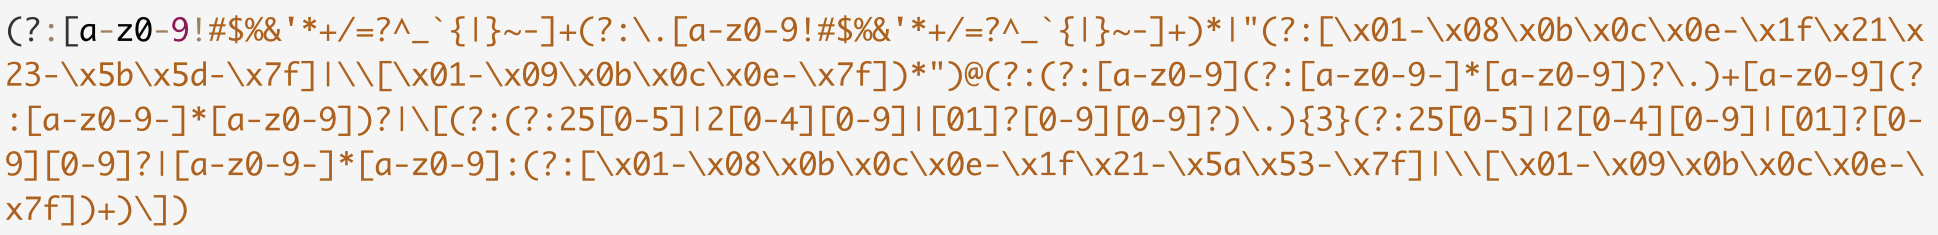 (?:[a-z0-9!#$%&'*+/=?^_`{|}~-]+(?:\.[a-z0-9!#$%&'*+/=?^_`{|}~-]+)*|"(?:[\x01-\x08\x0b\x0c\x0e-\x1f\x21\x
23-\x5b\x5d-\x7f]|\\[\x01-\x09\x0b\x0c\x0e-\x7f])*")@(?:(?:[a-z0-9](?:[a-z0-9-]*[a-z0-9])?\.)+[a-z0-9](?
:[a-z0-9-]*[a-z0-9])?|\[(?:(?:25[0-5]|2[0-4][0-9]|[01]?[0-9][0-9]?)\.){3}(?:25[0-5]|2[0-4][0-9]|[01]?[0-
9][0-9]?|[a-z0-9-]*[a-z0-9]:(?:[\x01-\x08\x0b\x0c\x0e-\x1f\x21-\x5a\x53-\x7f]|\\[\x01-\x09\x0b\x0c\x0e-\
x7f])+)\])